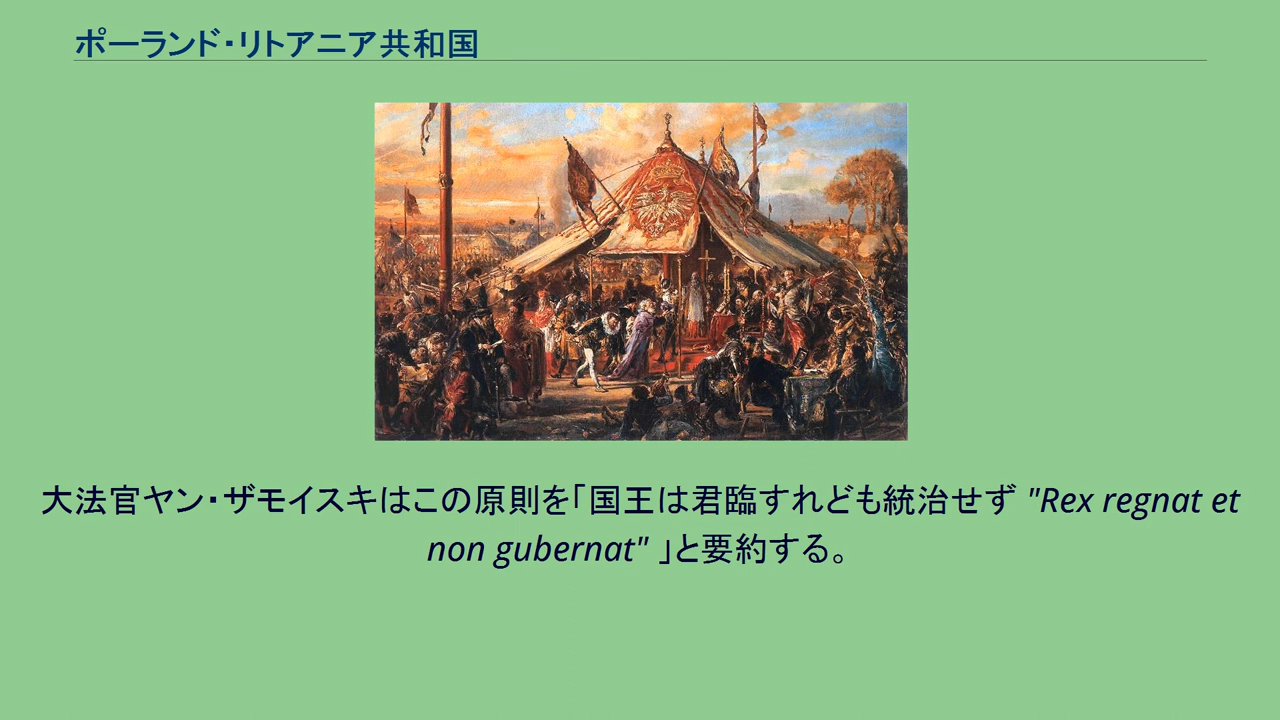 ポーランド・リトアニア共和国
大法官ヤン・ザモイスキはこの原則を「国王は君臨すれども統治せず "Rex regnat et
non gubernat" 」と要約する。